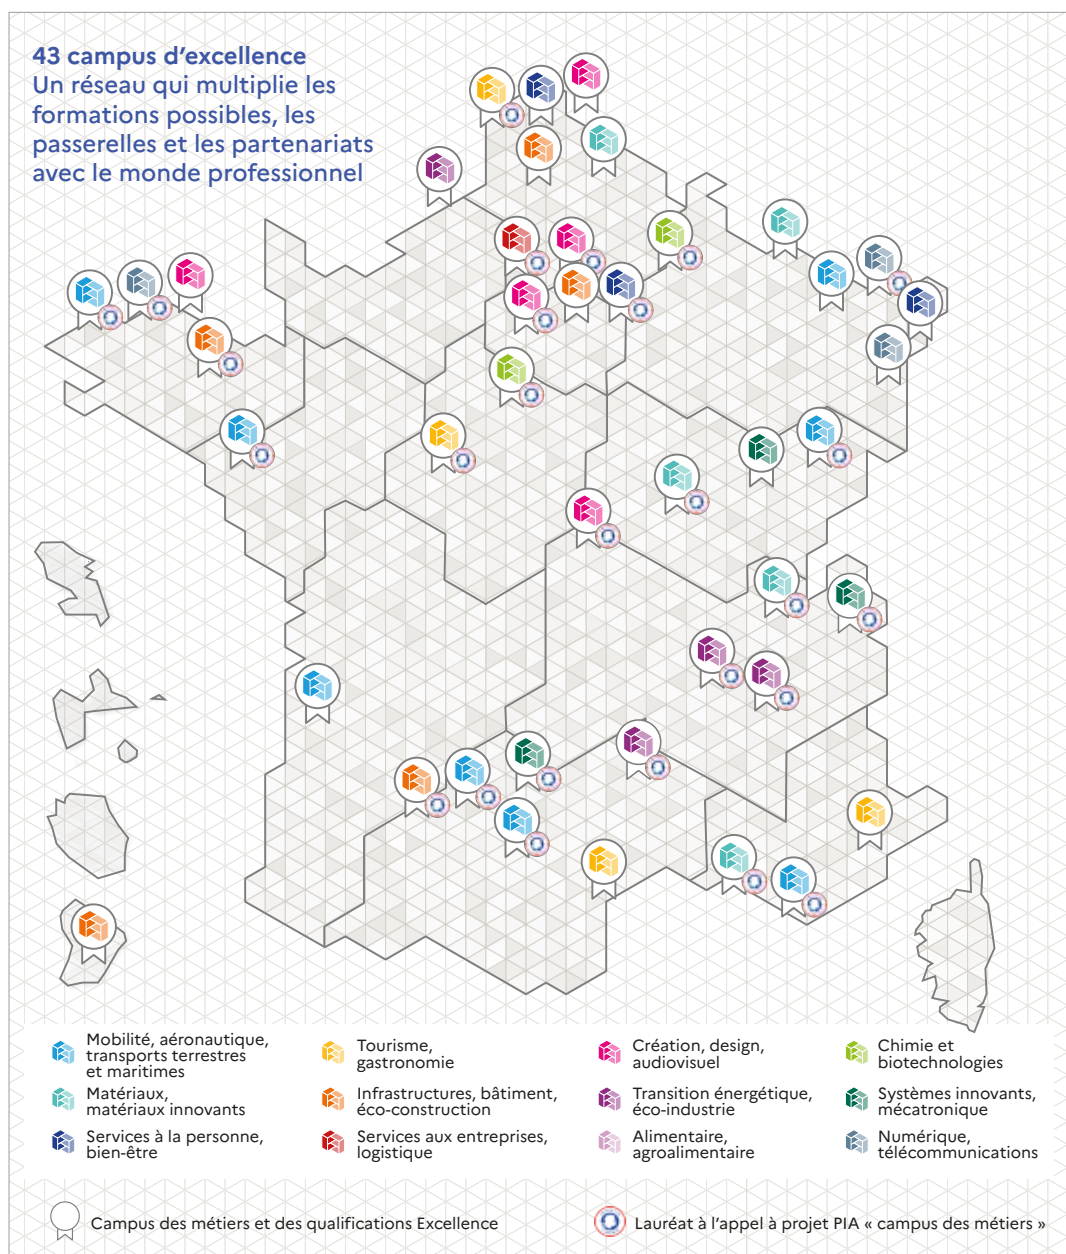 43 campus d'excellence
Un réseau qui multiplie les
formations possibles, les
passerelles et les partenariats
avec le monde professionnel
Mobilité, aéronautique,
transports terrestres
et maritimes
Tourisme,
gastronomie
Création, design,
audiovisuel
Chimie et
biotechnologies
Matériaux,
matériaux innovants
Infrastructures, bâtiment,
éco-construction
Transition énergétique,
éco-industrie
Systèmes innovants,
mécatronique
Services à la personne,
bien-être
Services aux entreprises,
logistique
Alimentaire,
agroalimentaire
Numérique,
télécommunications
Campus des métiers et des qualifications Excellence
Lauréat à l'appel à projet PIA « campus des métiers »